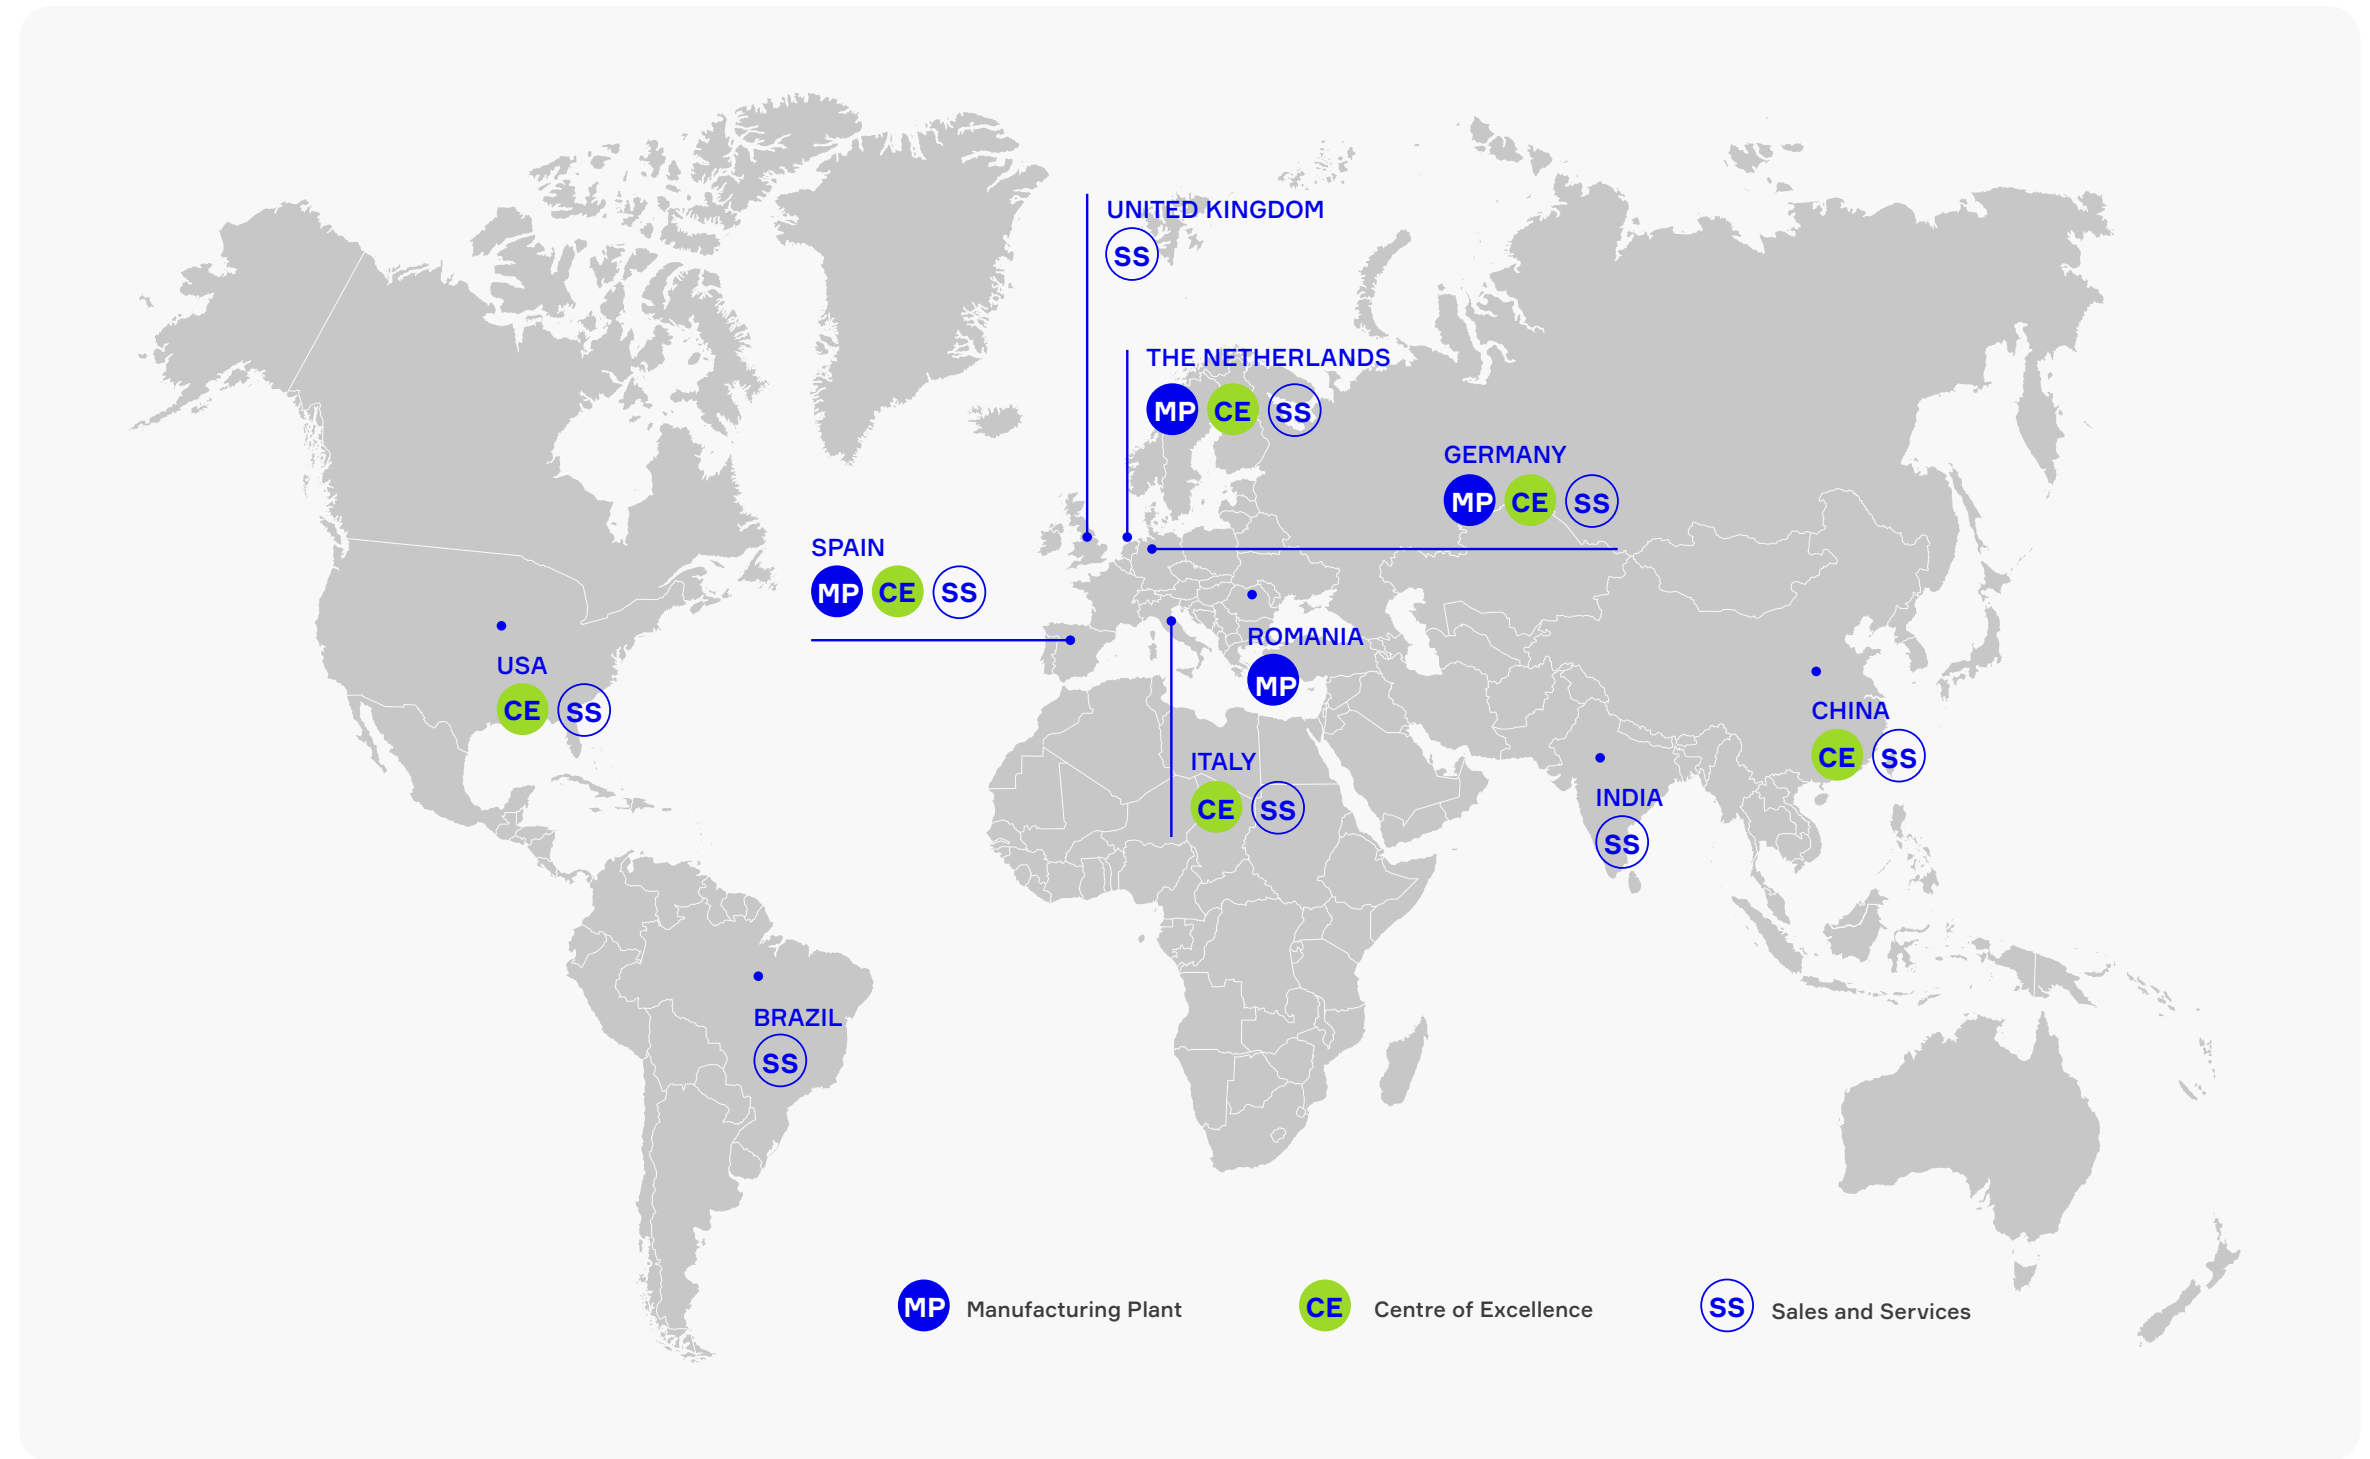 UNITED KINGDOM
SS
THE NETHERLANDS
MP CE SS
GERMANY
MP CE SS
SPAIN
MP CE SS
ROMANIA
MP
USA
CE SS
CHINA
CE SS
ITALY
CE SS
INDIA
SS
BRAZIL
SS
MP Manufacturing Plant
CE Centre of Excellence
SS Sales and Services